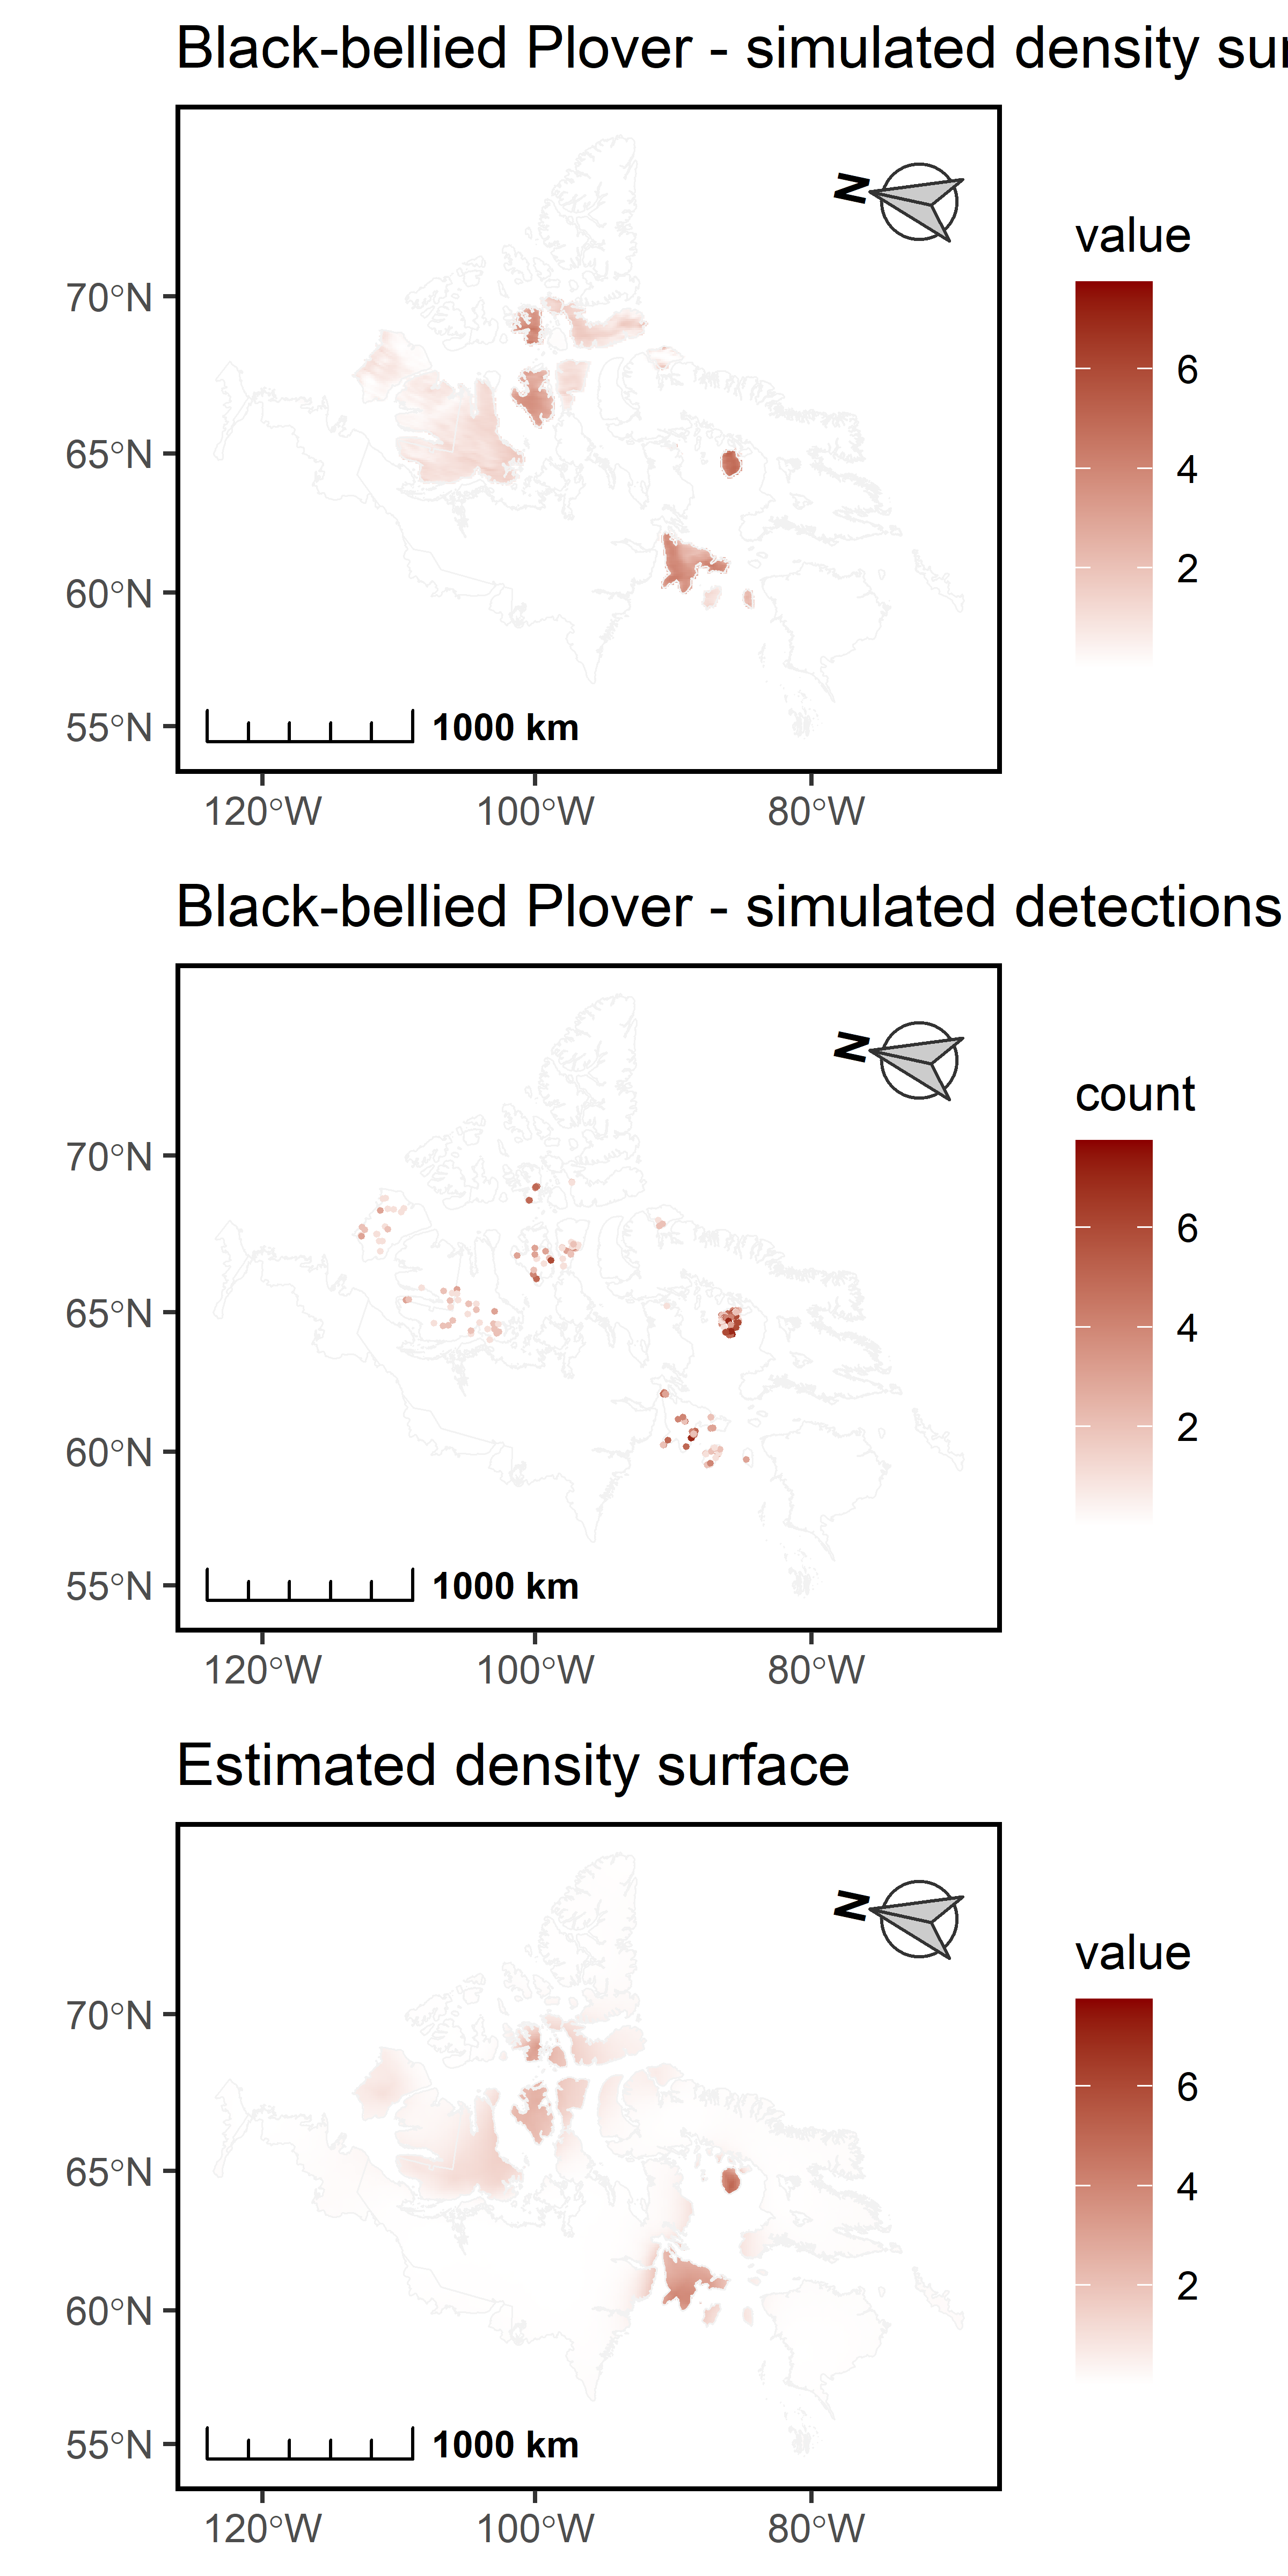 Black-bellied Plover - simulated density sur
N
value
70°N
6
65°N
4
60°N
2
55°N
1000 km
120°W 100°W 80°W
Black-bellied Plover - simulated detections
N
count
70°N
6
65°N
4
60°N
2
55°N
1000 km
120°W 100°W 80°W
Estimated density surface
N
value
70°N
6
65°N
4
60°N
2
55°N
1000 km
120°W 100°W 80°W